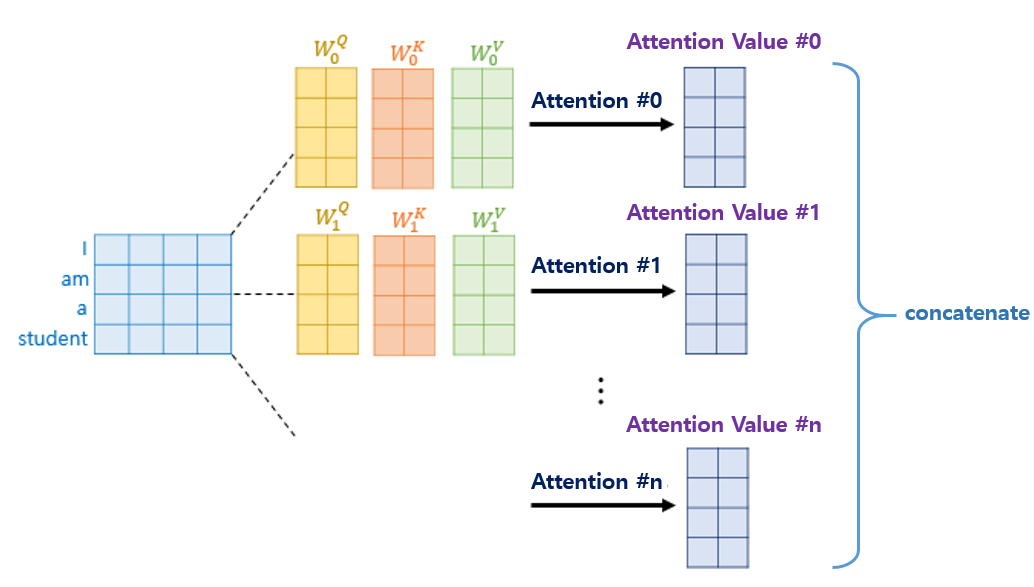 W_0^Q W_0^K W_0^V
Attention Value #0
Attention #0
W_1^Q W_1^K W_1^V
Attention Value #1
I
am
a
student
Attention #1
concatenate
⋮
Attention Value #n
Attention #n